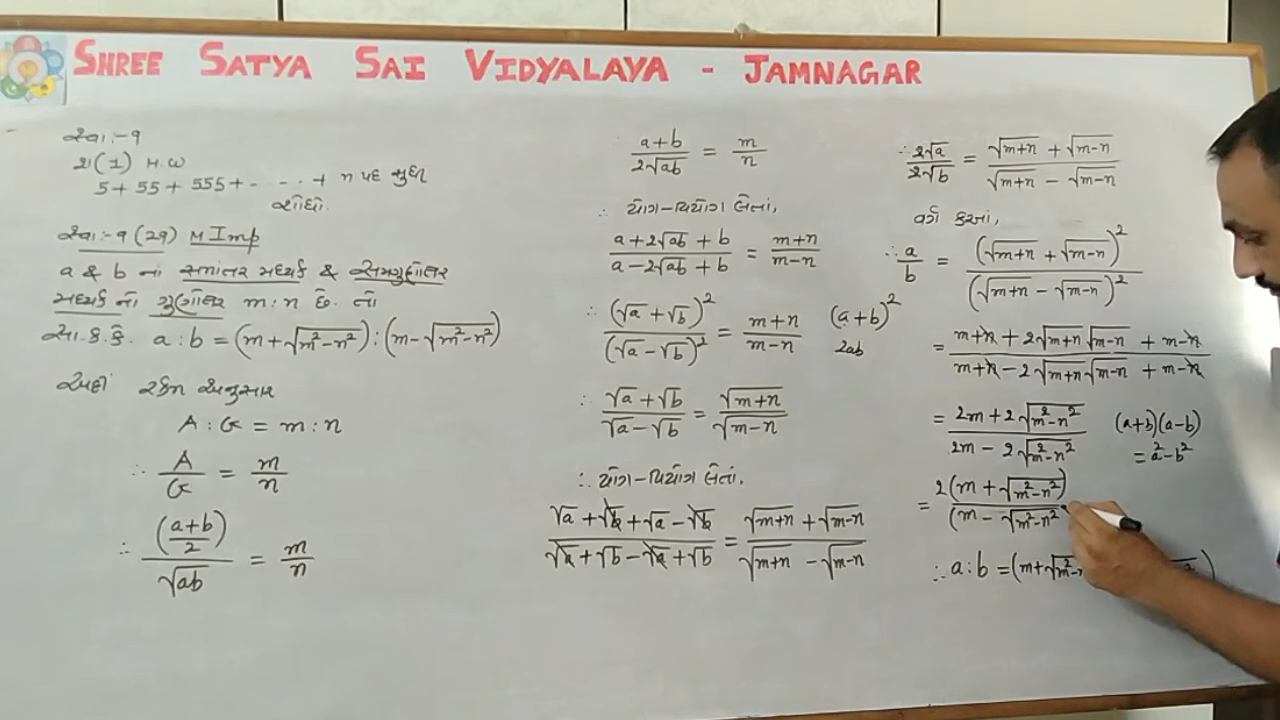 SHREE SATYA SAI VIDYALAYA - JAMNAGAR
સ્વા:-૧
દા(1) H.W
5 + 55 + 555 + - - - . + n પદ સુધી
શોધો.
સ્વા:-૧ (29) M Imp
a & b ના સમાંતર મધ્યક & સમગુણોત્તર
મધ્યક નો ગુણોત્તર m:n છે. તો
સા.ક.કે. a:b = (m+√m²-n²):(m-√m²-n²)
અહીં રકમ અનુસાર
A : G = m : n
∴ A/G = m/n
∴ (a+b/2)/√ab = m/n
∴ a+b/2√ab = m/n
∴ યોગ-વિયોગ લેતાં,
a+2√ab+b/a-2√ab+b = m+n/m-n
∴ (√a+√b)²/(√a-√b)² = m+n/m-n (a+b)²
2ab
∴ √a+√b/√a-√b = √m+n/√m-n
∴ યોગ-વિયોગ લેતાં,
√a+√b+√a-√b/√a+√b-√a+√b = √m+n+√m-n/√m+n-√m-n
∴ 2√a/2√b = √m+n+√m-n/√m+n-√m-n
વર્ગ કરતાં,
∴ a/b = (√m+n+√m-n)²/(√m+n-√m-n)²
= m+n+2√m+n√m-n+m-n/m+n-2√m+n√m-n+m-n
= 2m+2√m²-n²/2m-2√m²-n² (a+b)(a-b)
= a²-b²
= 2(m+√m²-n²)/(m-√m²-n²
∴ a:b = (m+√m²-n